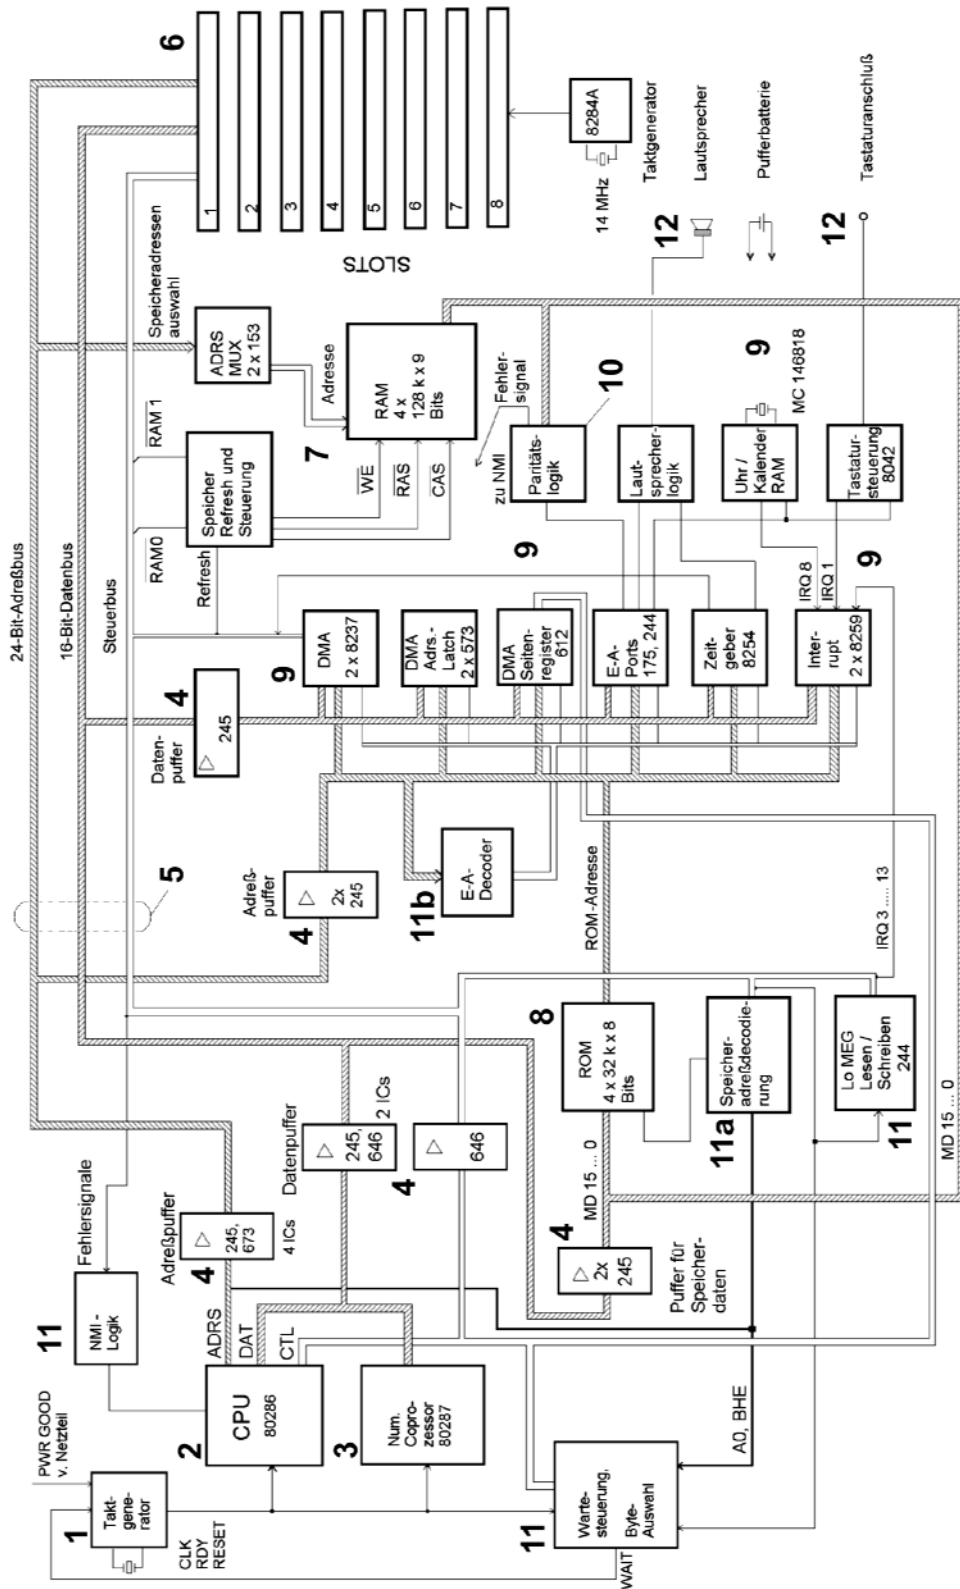 PWR GOOD
v. Netzteil
1
Takt-
gene-
rator
CLK
RDY
RESET
11
NMI -
Logik
Fehlersignale
2
CPU
80286
ADRS
DAT
CTL
3
Num.
Copro-
zessor
80287
11
Warte-
steuerung,
Byte-
Auswahl
WAIT
A0, BHE
Adreßpuffer
4
245,
673
4 ICs
Datenpuffer
245,
646
2 ICs
4
646
4
2x
245
MD 15 ... 0
Puffer für
Speicher-
daten
8
ROM
4 x 32 k x 8
Bits
11a
Speicher-
adreßdecodie-
rung
11
Lo MEG
Lesen /
Schreiben
244
ROM-Adresse
IRQ 3 ..... 13
MD 15 ... 0
5
24-Bit-Adreßbus
16-Bit-Datenbus
Steuerbus
Adreß-
puffer
4
2x
245
11b
E-A-
Decoder
Daten-
puffer
4
245
9
DMA
2 x 8237
DMA
Adrs.-
Latch
2 x 573
DMA
Seiten-
register
612
9
E-A-
Ports
175, 244
Zeit-
geber
8254
Inter-
rupt
2 x 8259
9
IRQ 8
IRQ 1
Refresh
RAM0
RAM 1
Speicher
Refresh und
Steuerung
WE
RAS
CAS
Speicheradressen
auswahl
ADRS
MUX
2 x 153
Adresse
7
RAM
4 x
128 k x 9
Bits
zu NMI
Fehler-
signal
Paritäts-
logik
10
Laut-
sprecher-
logik
Uhr /
Kalender
RAM
MC 146818
9
Tastatur-
steuerung
8042
6
1
2
3
4
5
6
7
8
SLOTS
14 MHz
8284A
Taktgenerator
12
Lautsprecher
Pufferbatterie
12
Tastaturanschluß